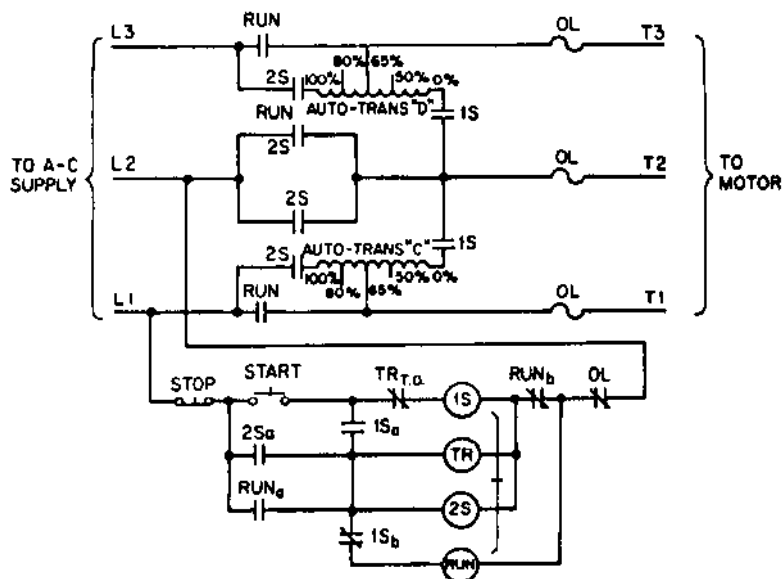 RUN
L3
OL
T3
80%
65%
2S
100%
50%
0%
AUTO-TRANS "D"
1S
RUN
2S
TO A-C
SUPPLY
L2
OL
T2
TO
MOTOR
2S
1S
2S
AUTO-TRANS "C"
100%
50%
0%
80%
65%
L1
RUN
OL
T1
STOP
START
TR T.O.
1S
RUNb
OL
1Sa
2Sa
TR
RUNa
2S
1Sb
RUN